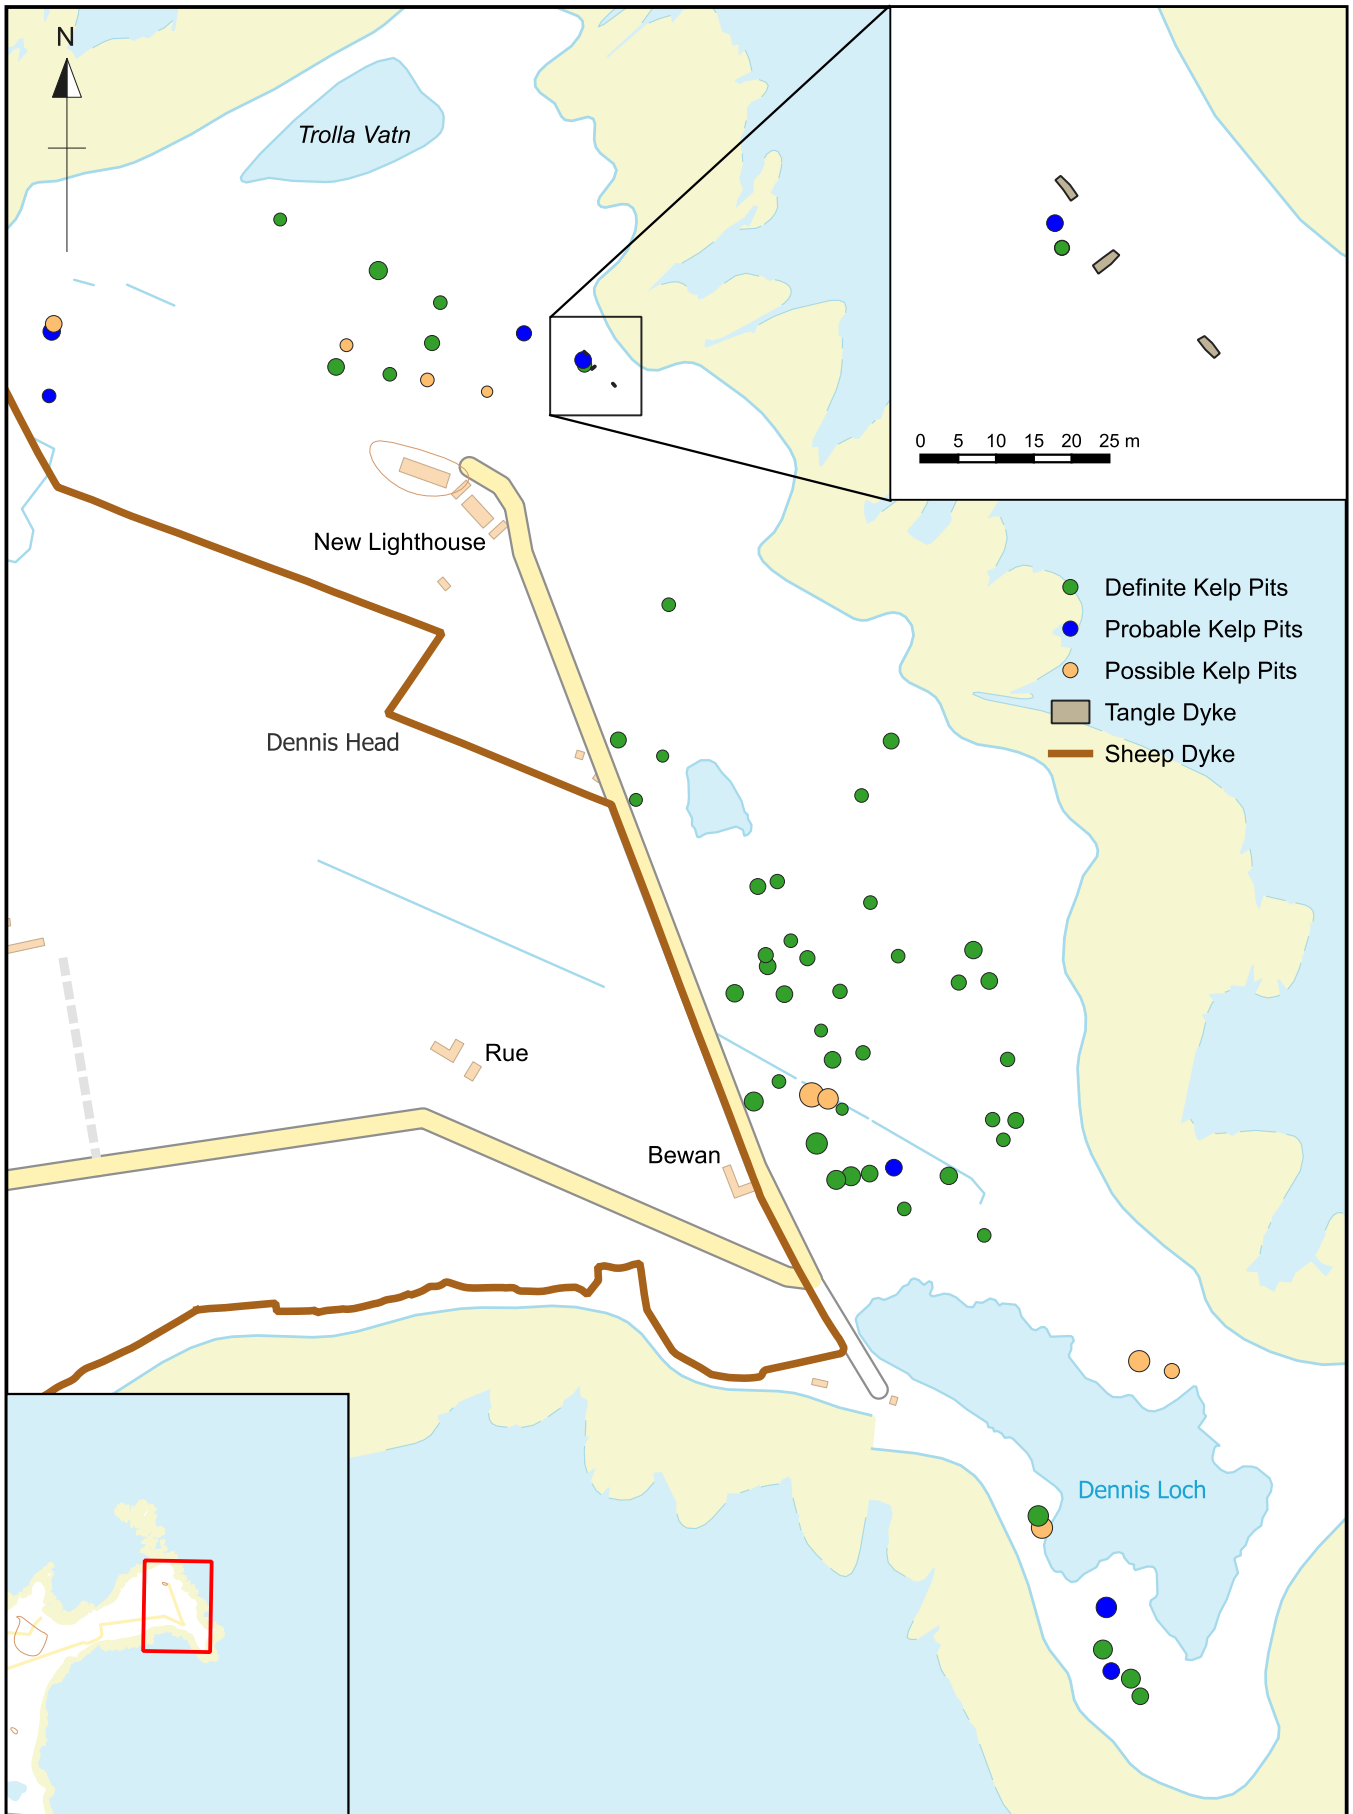 N
Trolla Vatn
0 5 10 15 20 25 m
New Lighthouse
Definite Kelp Pits
Probable Kelp Pits
Possible Kelp Pits
Tangle Dyke
Sheep Dyke
Dennis Head
Rue
Bewan
Dennis Loch